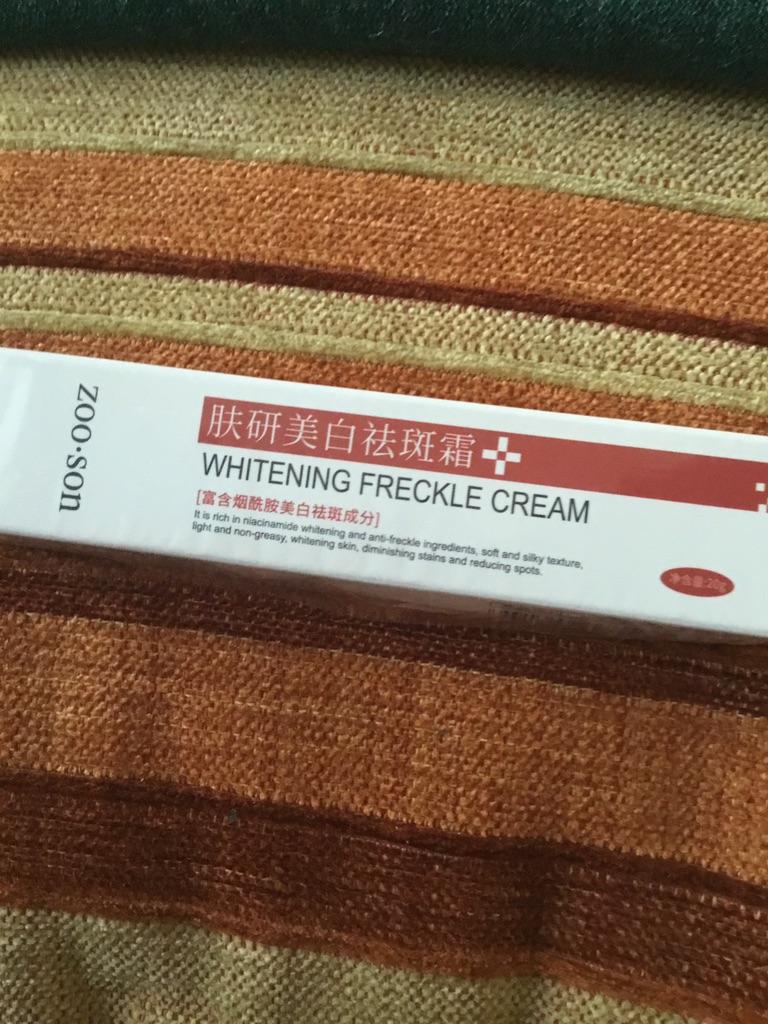 zoo·son
肤研美白祛斑霜
WHITENING FRECKLE CREAM
[富含烟酰胺美白祛斑成分]
It is rich in niacinamide whitening and anti-freckle ingredients, soft and silky texture,
light and non-greasy, whitening skin, diminishing stains and reducing spots.
净含量:20g